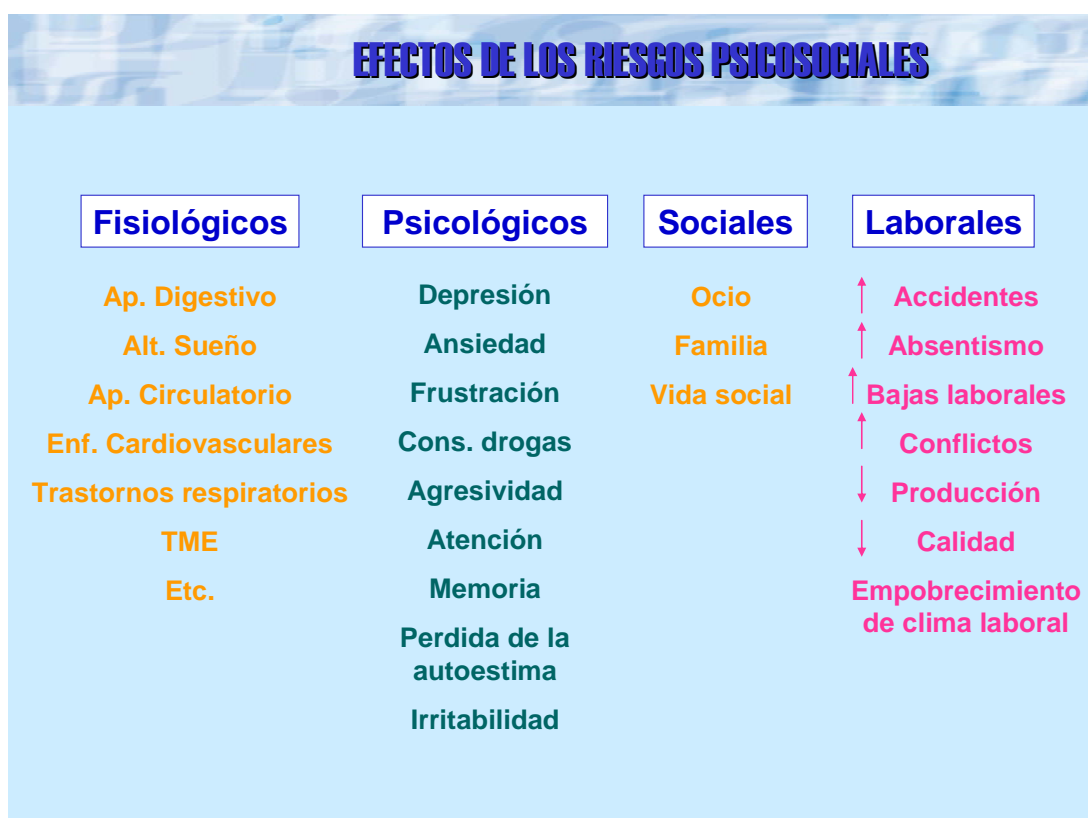 EFECTOS DE LOS RIESGOS PSICOSOCIALES
Fisiológicos
Ap. Digestivo
Alt. Sueño
Ap. Circulatorio
Enf. Cardiovasculares
Trastornos respiratorios
TME
Etc.
Psicológicos
Depresión
Ansiedad
Frustración
Cons. drogas
Agresividad
Atención
Memoria
Perdida de la
autoestima
Irritabilidad
Sociales
Ocio
Familia
Vida social
Laborales
↑ Accidentes
↑ Absentismo
↑ Bajas laborales
↑ Conflictos
↓ Producción
↓ Calidad
Empobrecimiento
de clima laboral